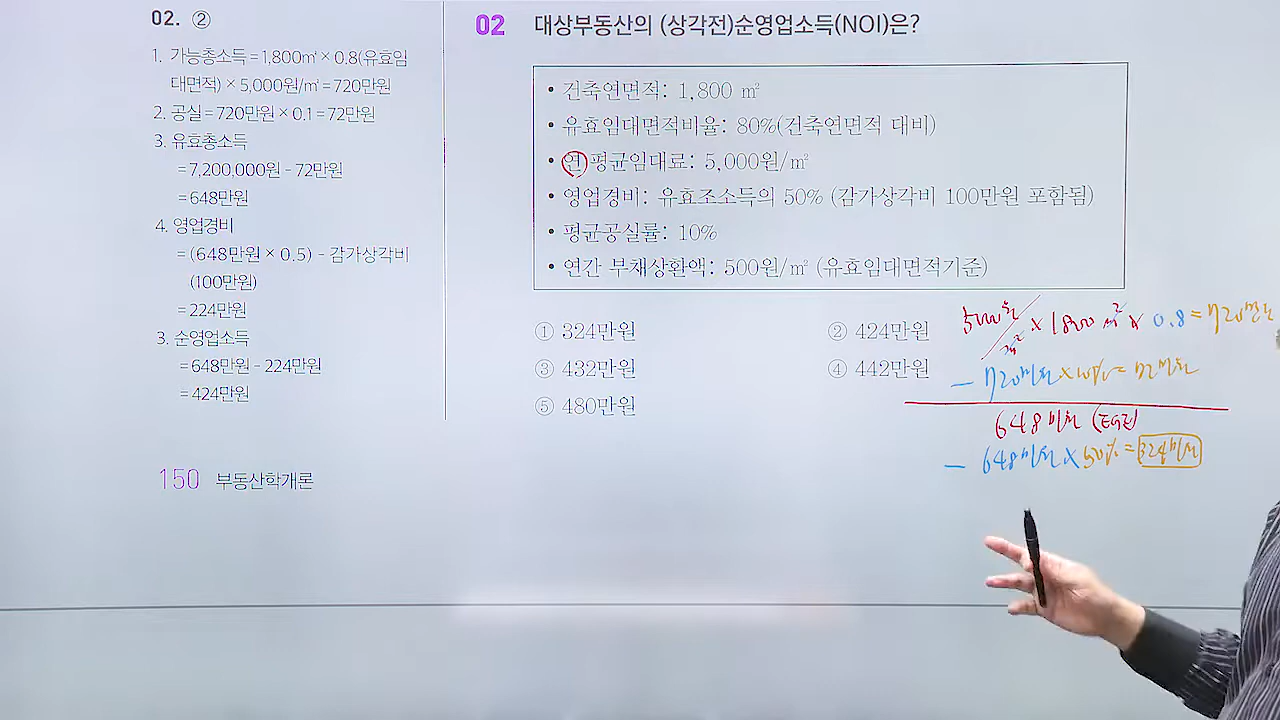 02. ②
1. 가능총소득 = 1,800㎡ × 0.8(유효임
대면적) × 5,000원/㎡ = 720만원
2. 공실 = 720만원 × 0.1 = 72만원
3. 유효총소득
= 7,200,000원 - 72만원
= 648만원
4. 영업경비
= (648만원 × 0.5) - 감가상각비
(100만원)
= 224만원
3. 순영업소득
= 648만원 - 224만원
= 424만원
150 부동산학개론
02 대상부동산의 (상각전)순영업소득(NOI)은?
• 건축연면적: 1,800 ㎡
• 유효임대면적비율: 80%(건축연면적 대비)
• 연 평균임대료: 5,000원/㎡
• 영업경비: 유효조소득의 50% (감가상각비 100만원 포함됨)
• 평균공실률: 10%
• 연간 부채상환액: 500원/㎡ (유효임대면적기준)
① 324만원 ② 424만원
③ 432만원 ④ 442만원
⑤ 480만원
5000원/㎡ × 1800㎡ × 0.8 = 720만원
- 720만원 × 10% = 72만원
648만원 (EGI)
- 648만원 × 50% = 324만원